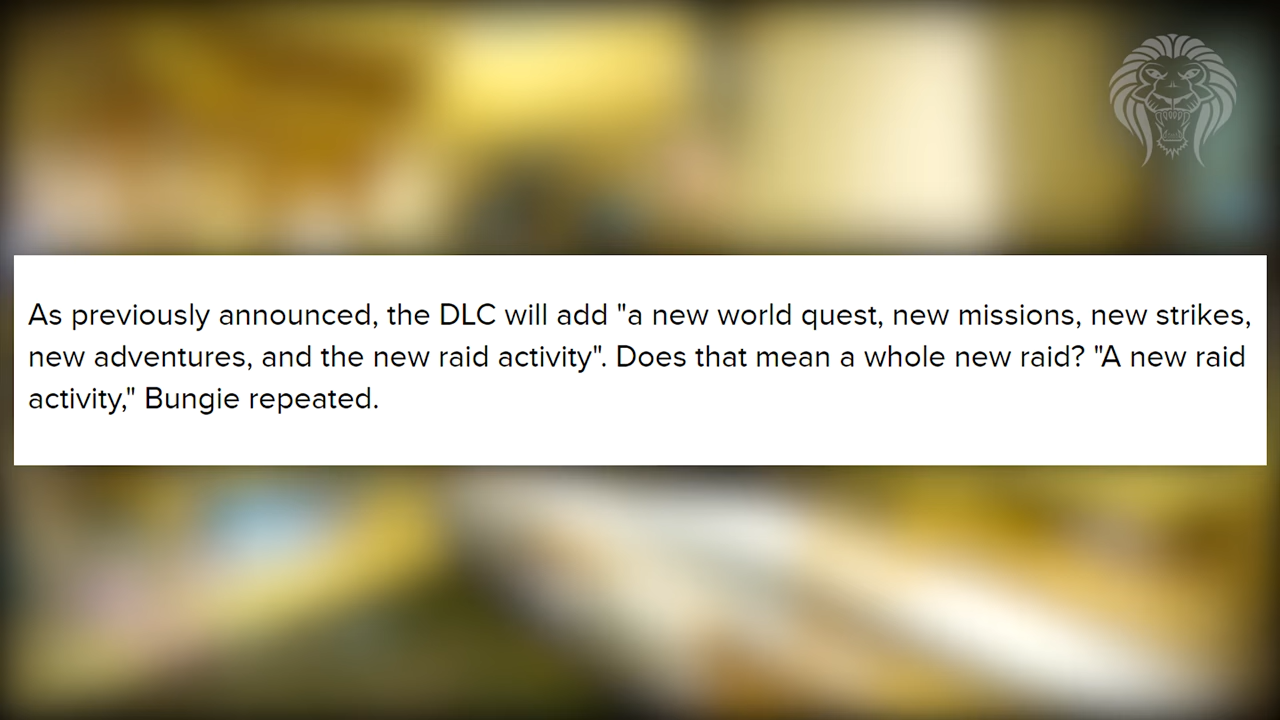 As previously announced, the DLC will add "a new world quest, new missions, new strikes,
new adventures, and the new raid activity". Does that mean a whole new raid? "A new raid
activity," Bungie repeated.